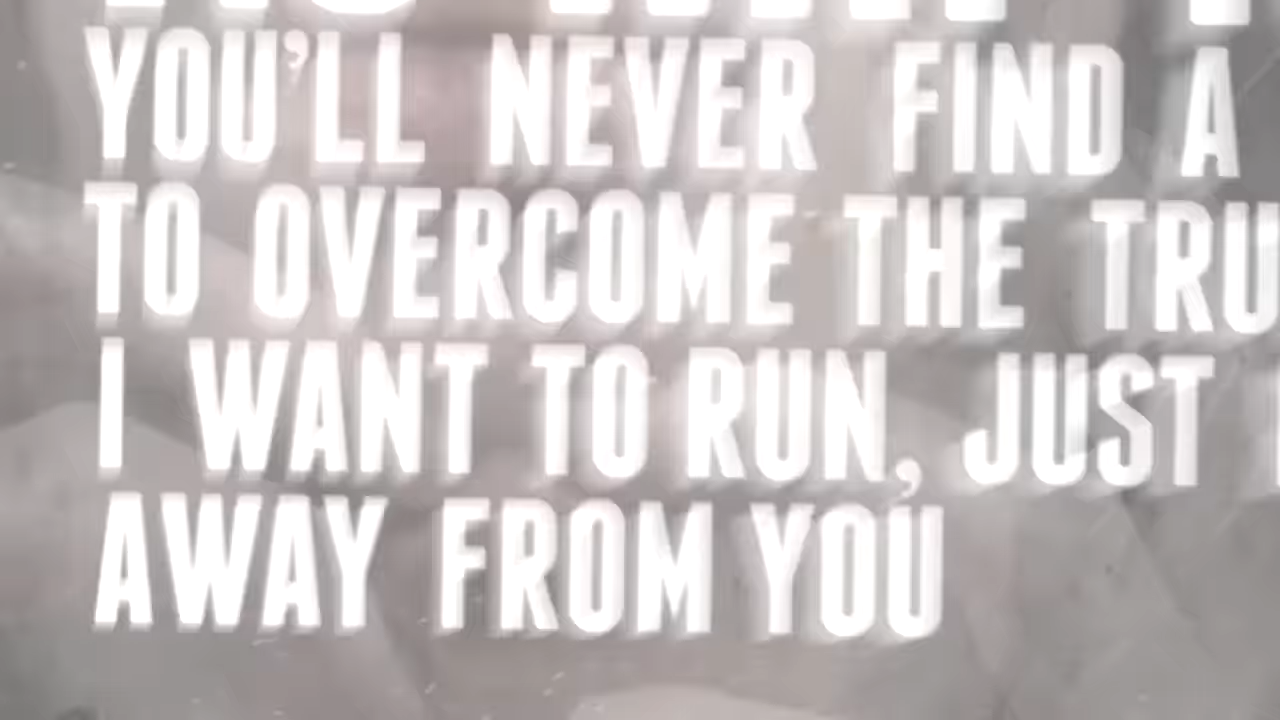 YOU'LL NEVER FIND A
TO OVERCOME THE
I WANT TO RUN, JUST
AWAY FROM YOU